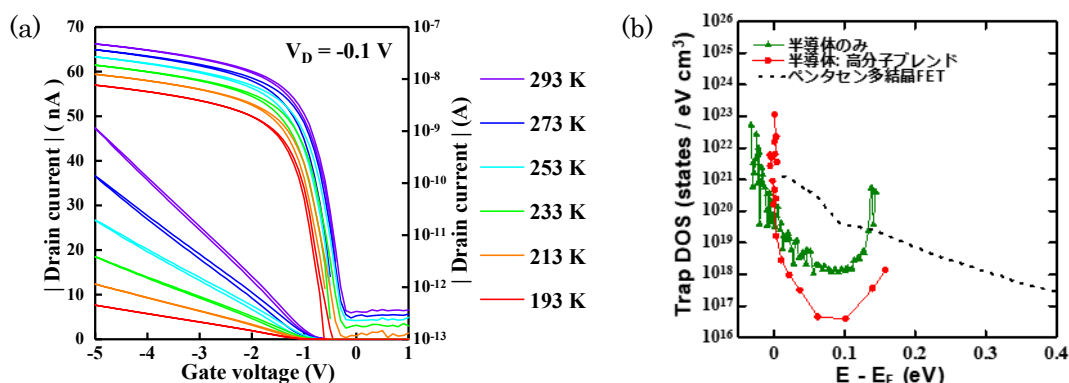 (a)
70
60
50
40
30
20
10
0
| Drain current | ( nA)
V_D = -0.1 V
10⁻⁷
10⁻⁸
10⁻⁹
10⁻¹⁰
10⁻¹¹
10⁻¹²
10⁻¹³
| Drain current | (A)
-5 -4 -3 -2 -1 0 1
Gate voltage (V)
293 K
273 K
253 K
233 K
213 K
193 K
(b)
10²⁶
10²⁵
10²⁴
10²³
10²²
10²¹
10²⁰
10¹⁹
10¹⁸
10¹⁷
10¹⁶
Trap DOS (states / eV cm³)
半導体のみ
半導体: 高分子ブレンド
ペンタセン多結晶FET
0 0.1 0.2 0.3 0.4
E - E_F (eV)